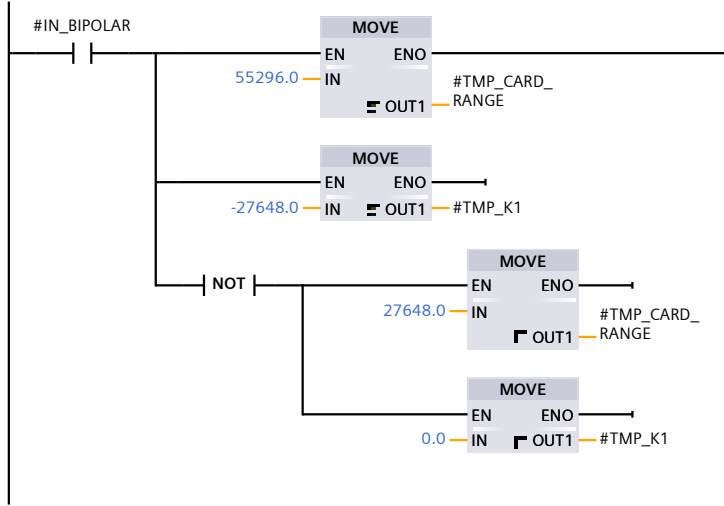 #IN_BIPOLAR
MOVE
EN ENO
55296.0 IN
#TMP_CARD_
RANGE
OUT1
MOVE
EN ENO
-27648.0 IN OUT1 #TMP_K1
NOT
MOVE
EN ENO
27648.0 IN
#TMP_CARD_
RANGE
OUT1
MOVE
EN ENO
0.0 IN OUT1 #TMP_K1